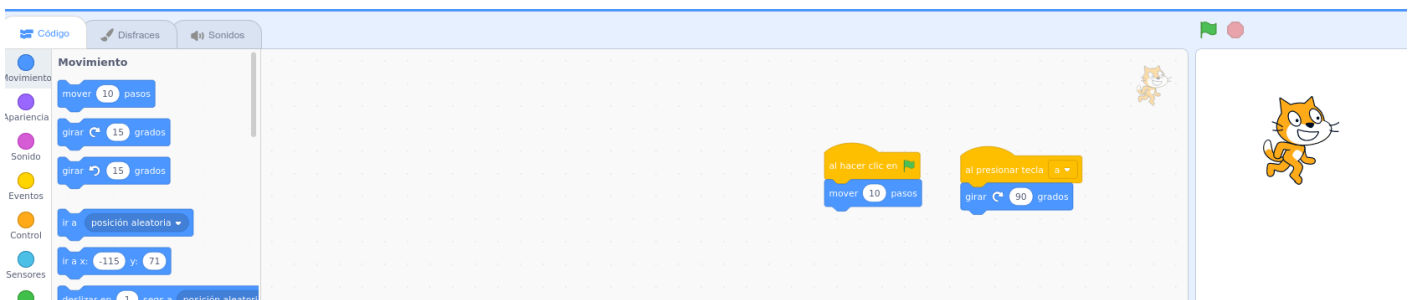 Código
Disfraces
Sonidos
Movimiento
Movimiento
mover 10 pasos
Apariencia
girar 15 grados
Sonido
girar 15 grados
Eventos
ir a posición aleatoria
Control
ir a x: -115 y: 71
Sensores
deslizar en 1 segs a posición aleatori
al hacer clic en
mover 10 pasos
al presionar tecla a
girar 90 grados